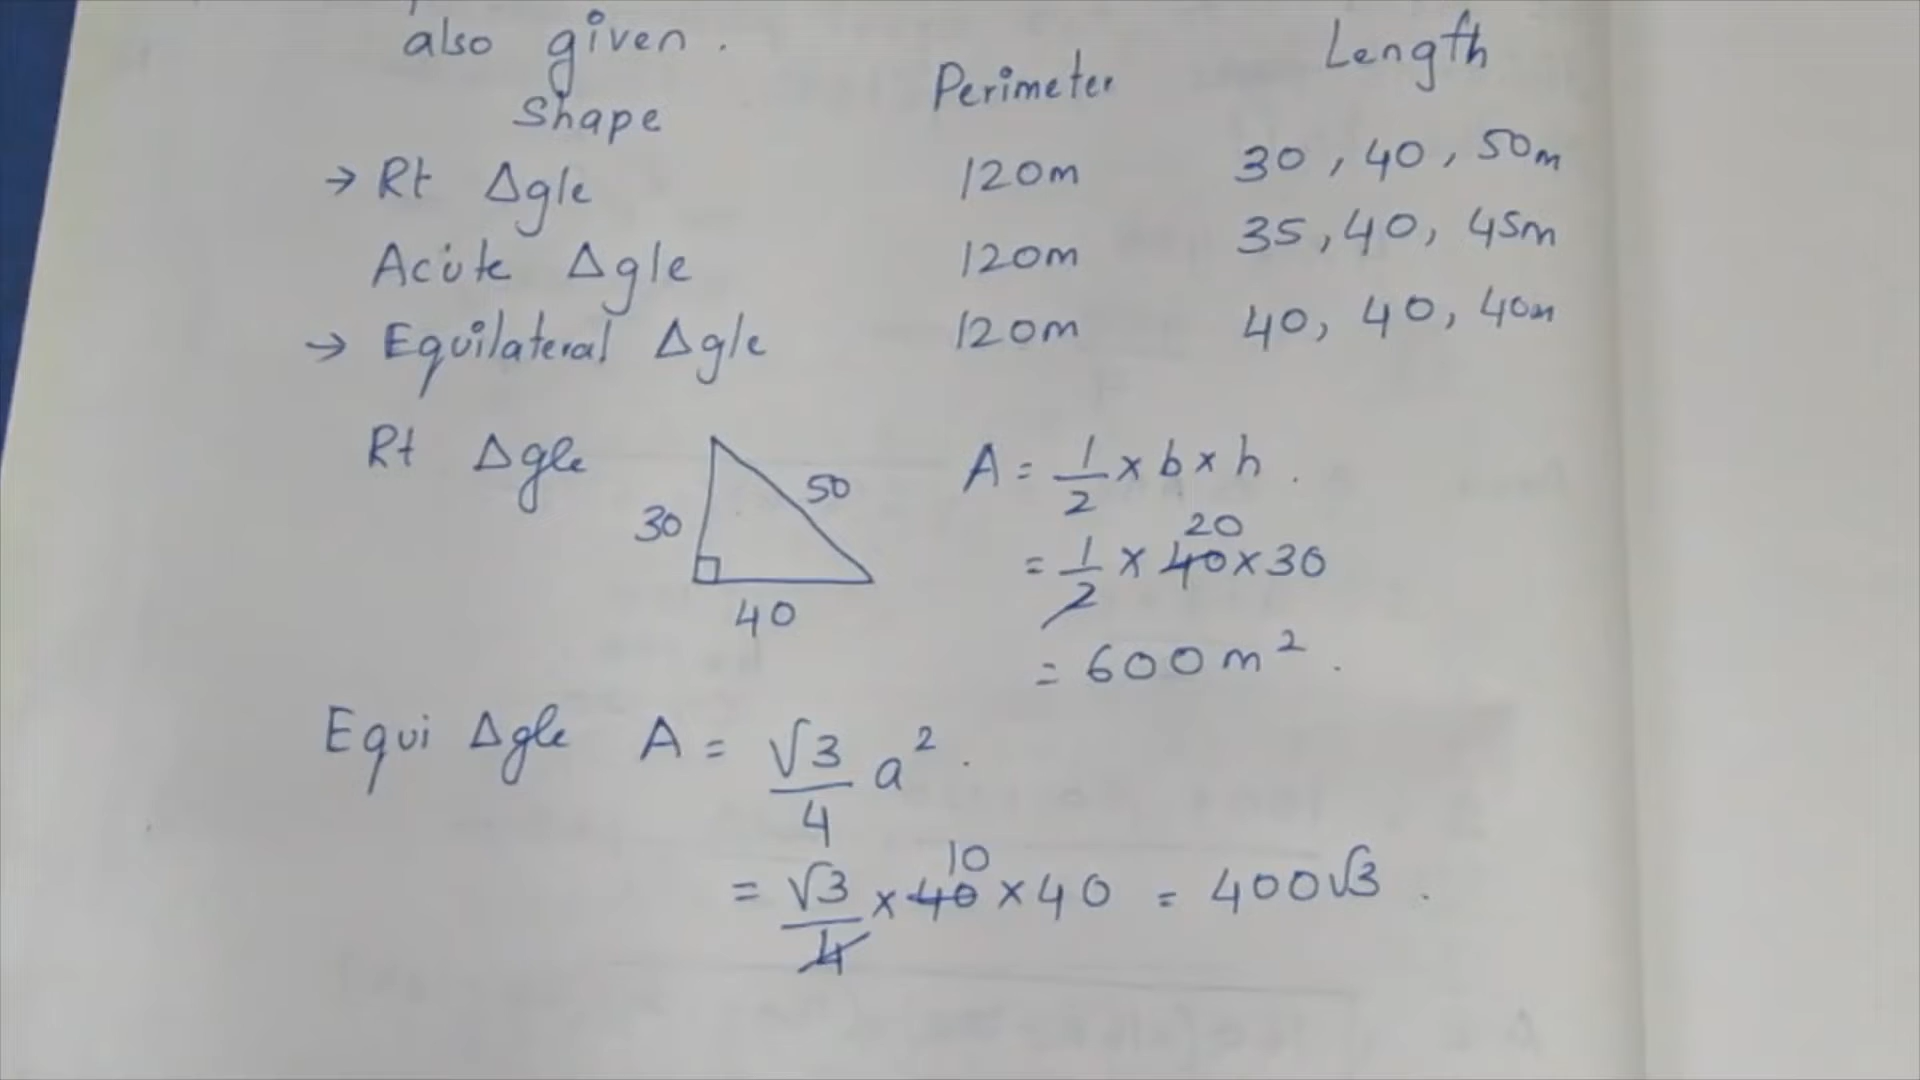 also given.
Shape Perimeter Length
→ Rt Δgle 120m 30, 40, 50m
Acute Δgle 120m 35, 40, 45m
→ Equilateral Δgle 120m 40, 40, 40m
Rt Δgle 30 50 40
A = 1/2 × b × h.
20
= 1/2 × 40 × 30
= 600m².
Equi Δgle A = √3/4 a².
10
= √3/4 × 40 × 40 = 400√3.